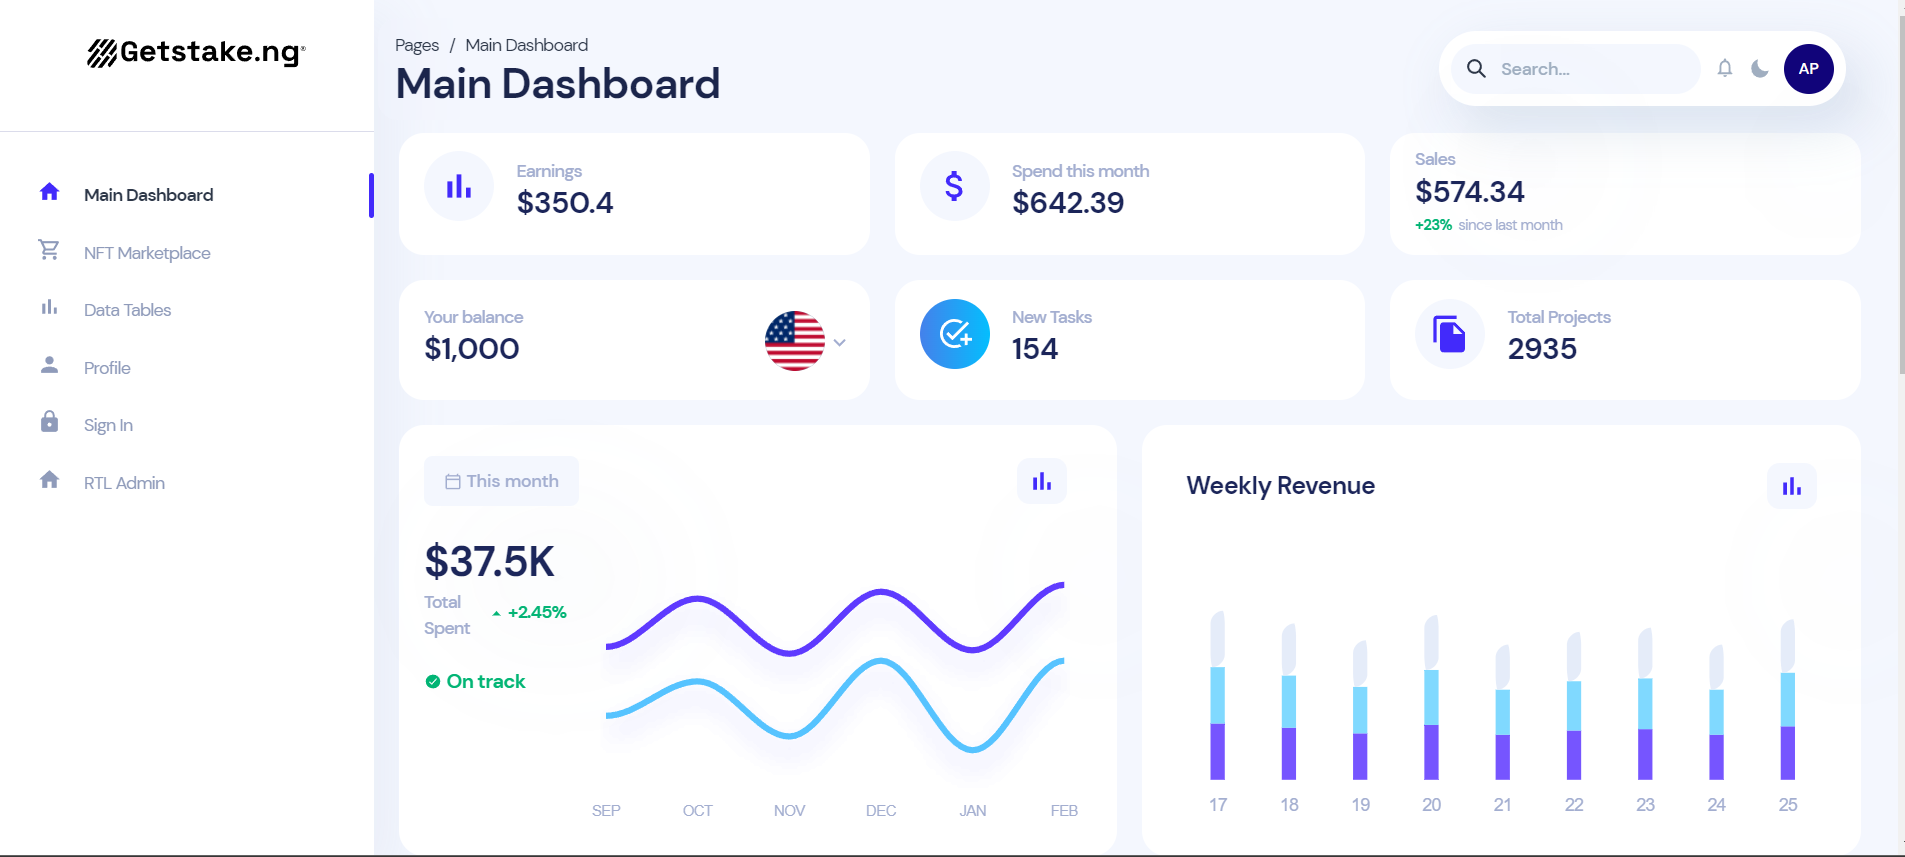 Getstake.ng®
Main Dashboard
NFT Marketplace
Data Tables
Profile
Sign In
RTL Admin
Pages / Main Dashboard
Main Dashboard
Search...
AP
Earnings
$350.4
Spend this month
$642.39
Sales
$574.34
+23% since last month
Your balance
$1,000
New Tasks
154
Total Projects
2935
This month
$37.5K
Total
Spent
+2.45%
On track
SEP OCT NOV DEC JAN FEB
Weekly Revenue
17 18 19 20 21 22 23 24 25